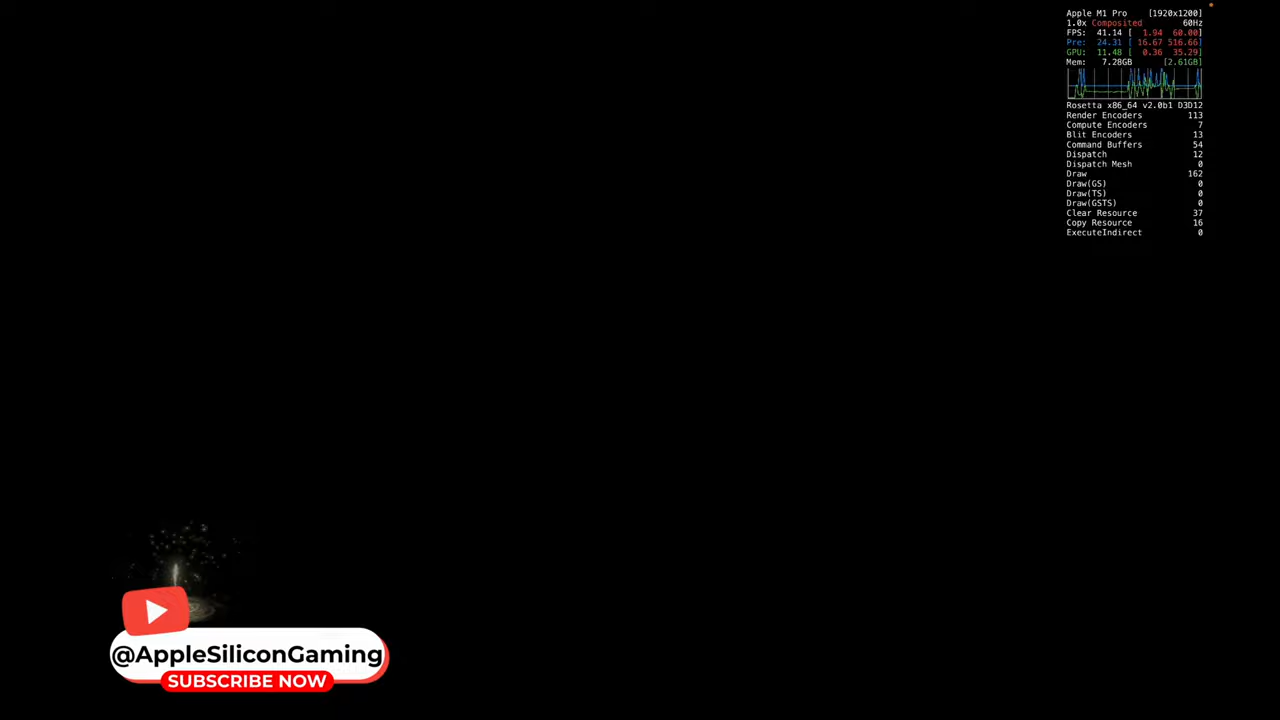 Apple M1 Pro [1920x1200]
1.0x Composited 60Hz
FPS: 41.14 [ 1.94 60.00]
Pre: 24.31 [ 16.67 516.66]
GPU: 11.48 [ 0.36 35.29]
Mem: 7.28GB [2.61GB]
Rosetta x86_64 v2.0b1 D3D12
Render Encoders 113
Compute Encoders 7
Blit Encoders 13
Command Buffers 54
Dispatch 12
Dispatch Mesh 0
Draw 162
Draw(GS) 0
Draw(TS) 0
Draw(GSTS) 0
Clear Resource 37
Copy Resource 16
ExecuteIndirect 0
@AppleSiliconGaming
SUBSCRIBE NOW